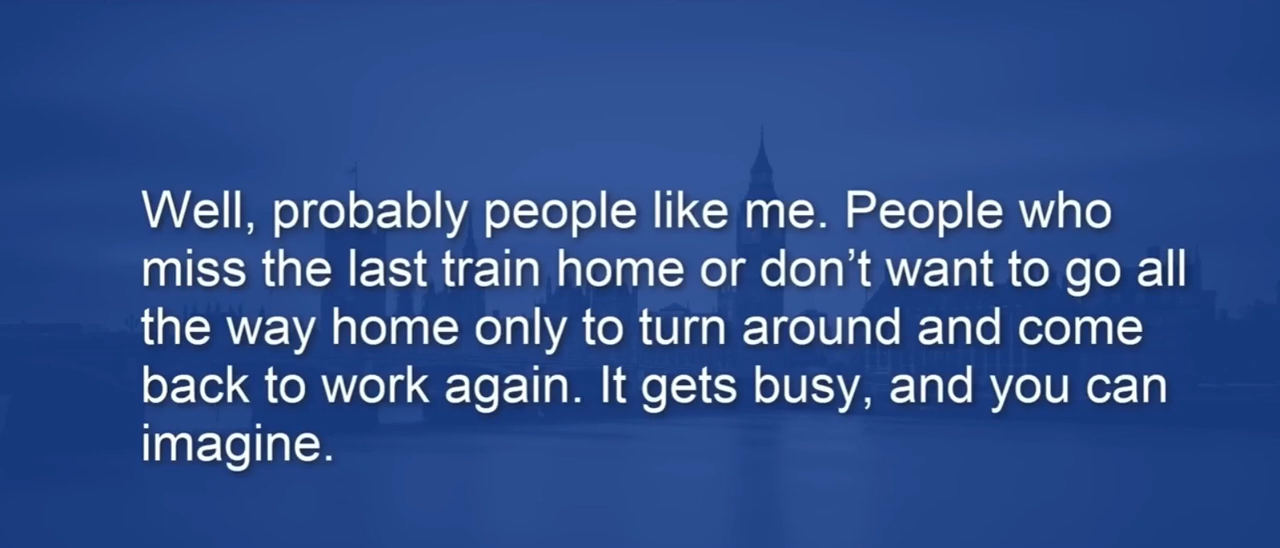 Well, probably people like me. People who
miss the last train home or don’t want to go all
the way home only to turn around and come
back to work again. It gets busy, and you can
imagine.